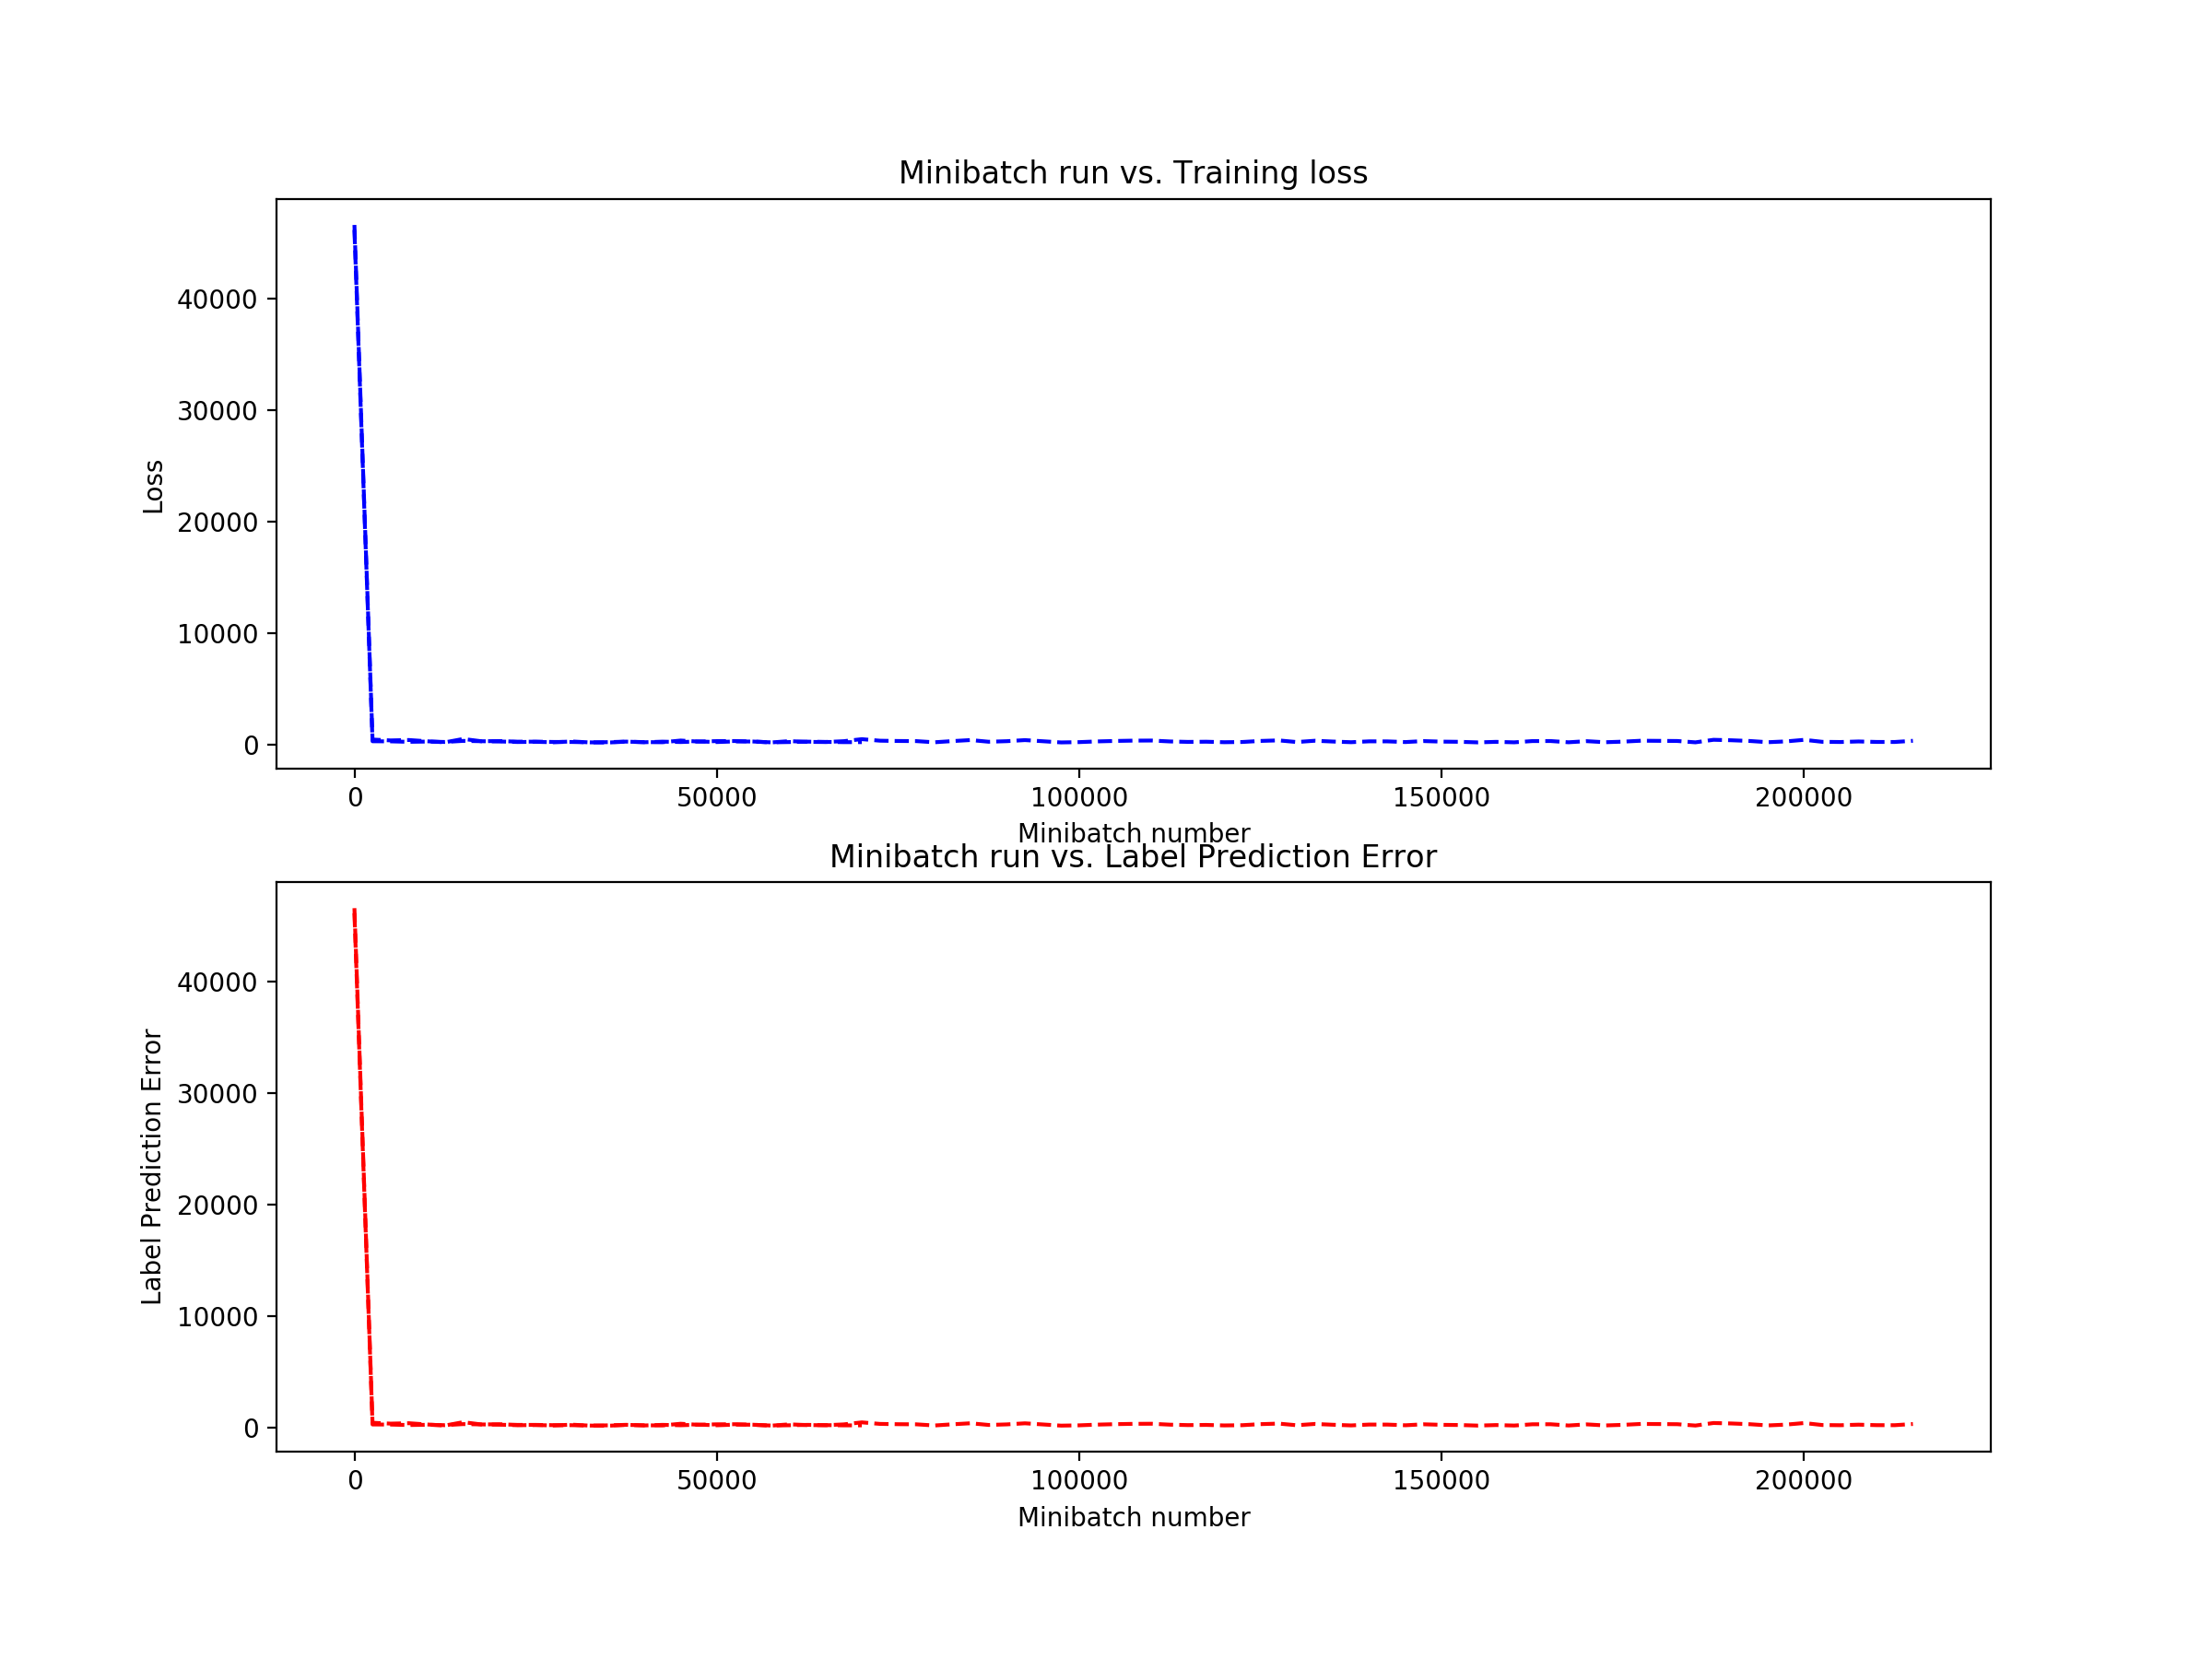 Minibatch run vs. Training loss
40000
30000
20000
10000
0
Loss
0 50000 100000 150000 200000
Minibatch number
Minibatch run vs. Label Prediction Error
40000
30000
20000
10000
0
Label Prediction Error
0 50000 100000 150000 200000
Minibatch number